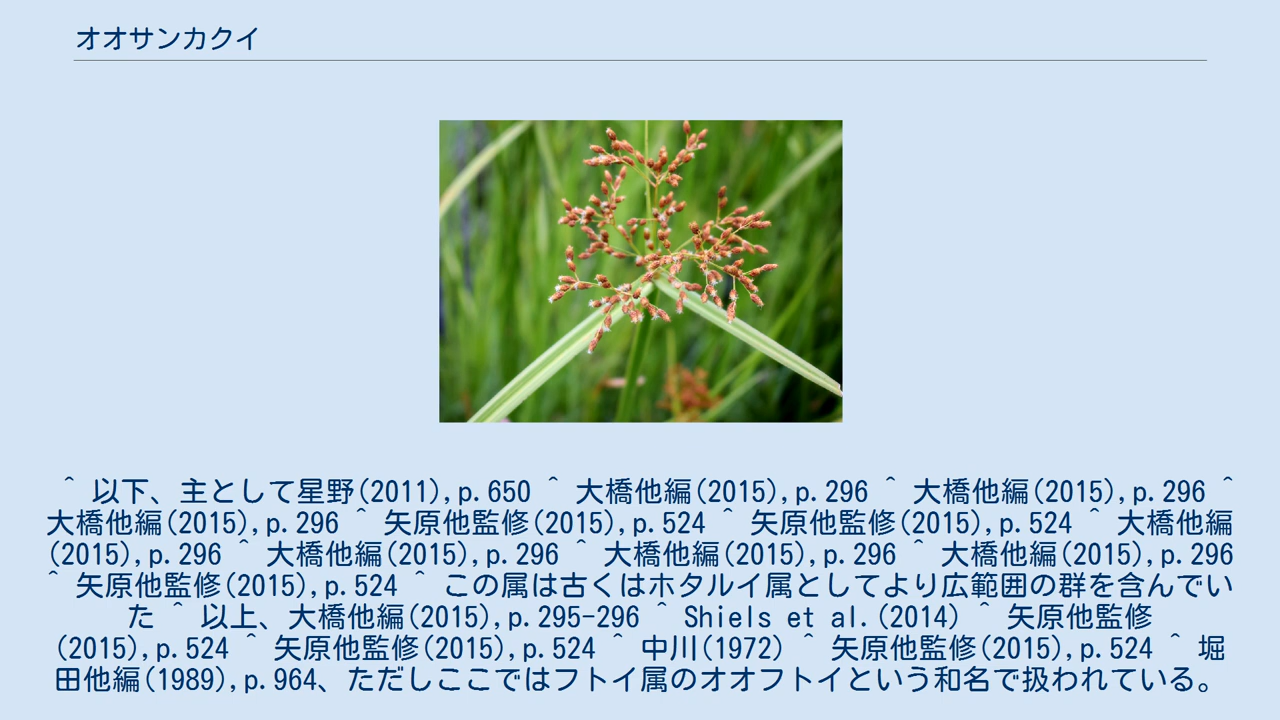 オオサンカクイ
^ 以下、主として星野(2011),p.650 ^ 大橋他編(2015),p.296 ^ 大橋他編(2015),p.296 ^
大橋他編(2015),p.296 ^ 矢原他監修(2015),p.524 ^ 矢原他監修(2015),p.524 ^ 大橋他編
(2015),p.296 ^ 大橋他編(2015),p.296 ^ 大橋他編(2015),p.296 ^ 大橋他編(2015),p.296
^ 矢原他監修(2015),p.524 ^ この属は古くはホタルイ属としてより広範囲の群を含んでい
た ^ 以上、大橋他編(2015),p.295-296 ^ Shiels et al.(2014) ^ 矢原他監修
(2015),p.524 ^ 矢原他監修(2015),p.524 ^ 中川(1972) ^ 矢原他監修(2015),p.524 ^ 堀
田他編(1989),p.964、ただしここではフトイ属のオオフトイという和名で扱われている。